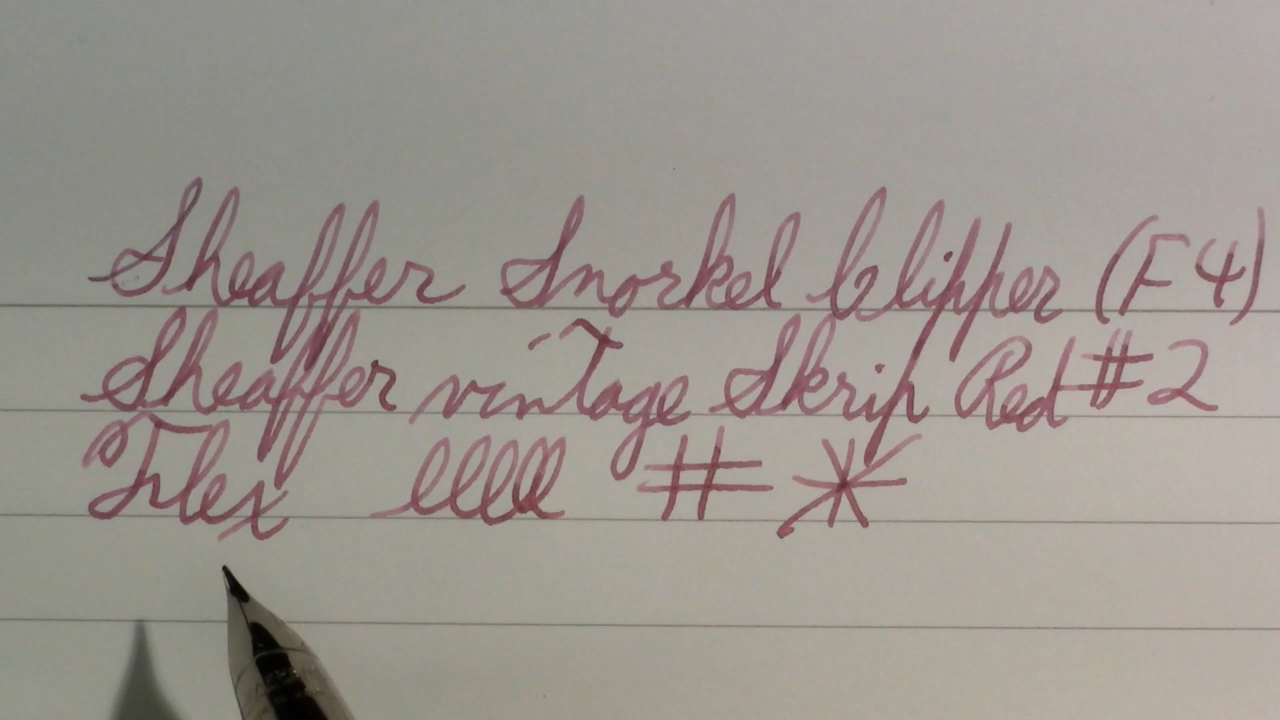 Sheaffer Snorkel Clipper (F4)
Sheaffer vintage Skrip Red #2
Flex llll # *